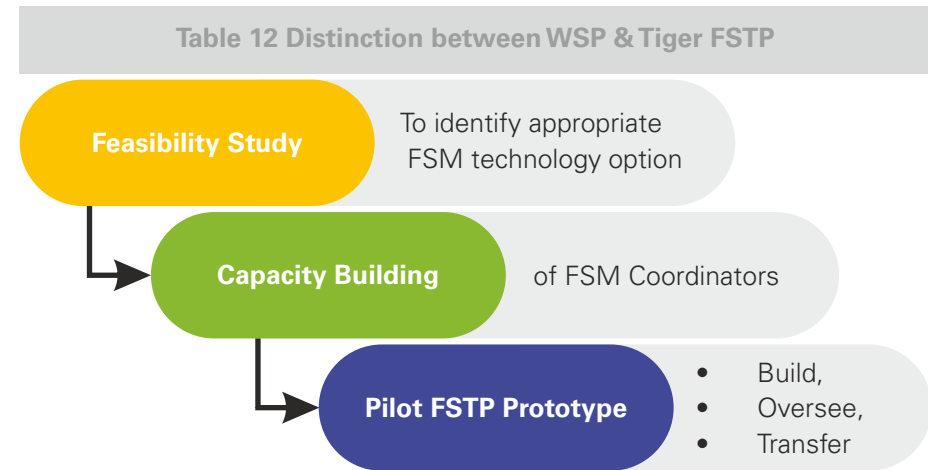 Table 12 Distinction between WSP & Tiger FSTP
Feasibility Study
To identify appropriate
FSM technology option
Capacity Building
of FSM Coordinators
Pilot FSTP Prototype
• Build,
• Oversee,
• Transfer